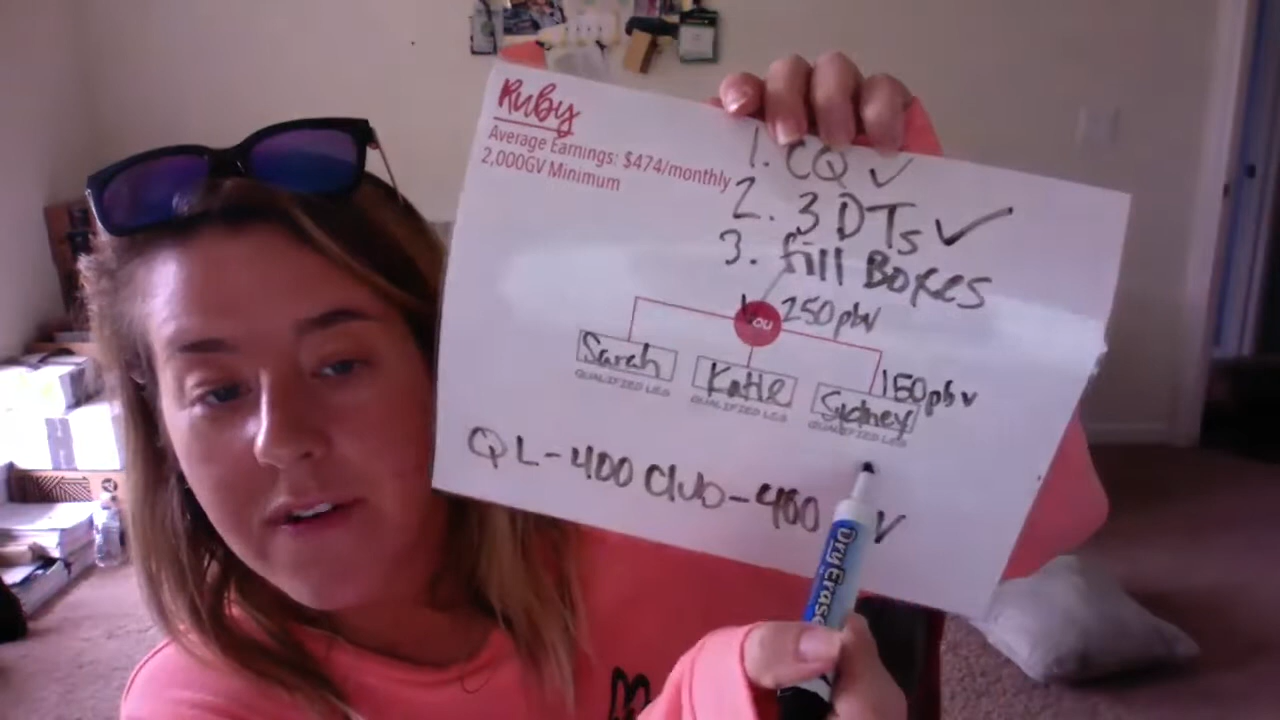 Ruby
Average Earnings: $474/monthly
2,000GV Minimum
1. CQ ✓
2. 3 DTs ✓
3. fill Boxes
YOU
250pbv
Sarah
QUALIFIED LEG
Katie
QUALIFIED LEG
150pbv
Sydney
QUALIFIED LEG
QL-400 Club-400 V
Dry Erase